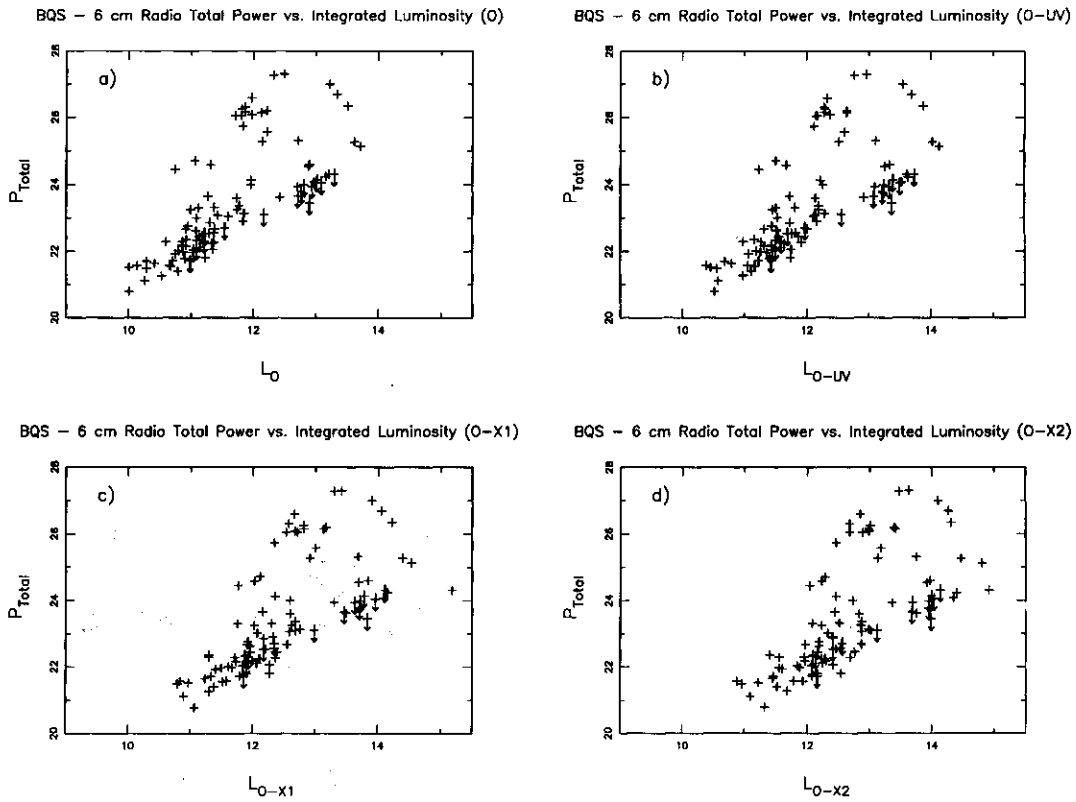 BQS - 6 cm Radio Total Power vs. Integrated Luminosity (O)
a)
28
26
24
22
20
P_Total
10
12
14
L_O
BQS - 6 cm Radio Total Power vs. Integrated Luminosity (O-UV)
b)
28
26
24
22
20
P_Total
10
12
14
L_O-UV
BQS - 6 cm Radio Total Power vs. Integrated Luminosity (O-X1)
c)
28
26
24
22
20
P_Total
10
12
14
L_O-X1
BQS - 6 cm Radio Total Power vs. Integrated Luminosity (O-X2)
d)
28
26
24
22
20
P_Total
10
12
14
L_O-X2